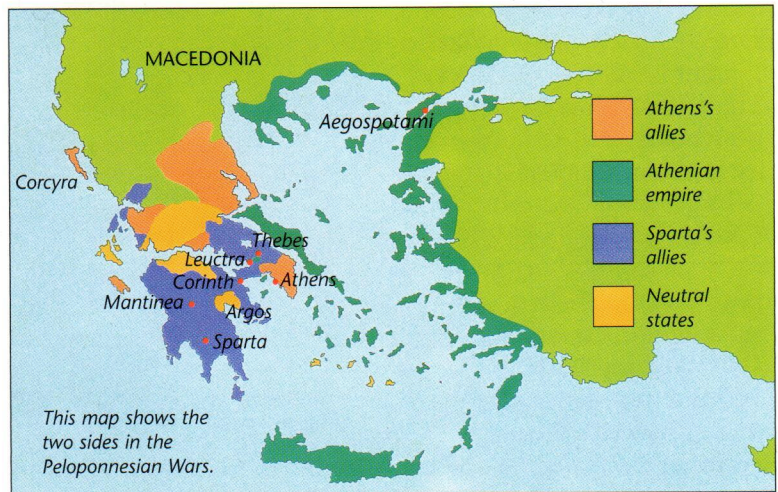 MACEDONIA
Aegospotami
Corcyra
Thebes
Leuctra
Corinth
Athens
Mantinea
Argos
Sparta
Athens's
allies
Athenian
empire
Sparta's
allies
Neutral
states
This map shows the
two sides in the
Peloponnesian Wars.